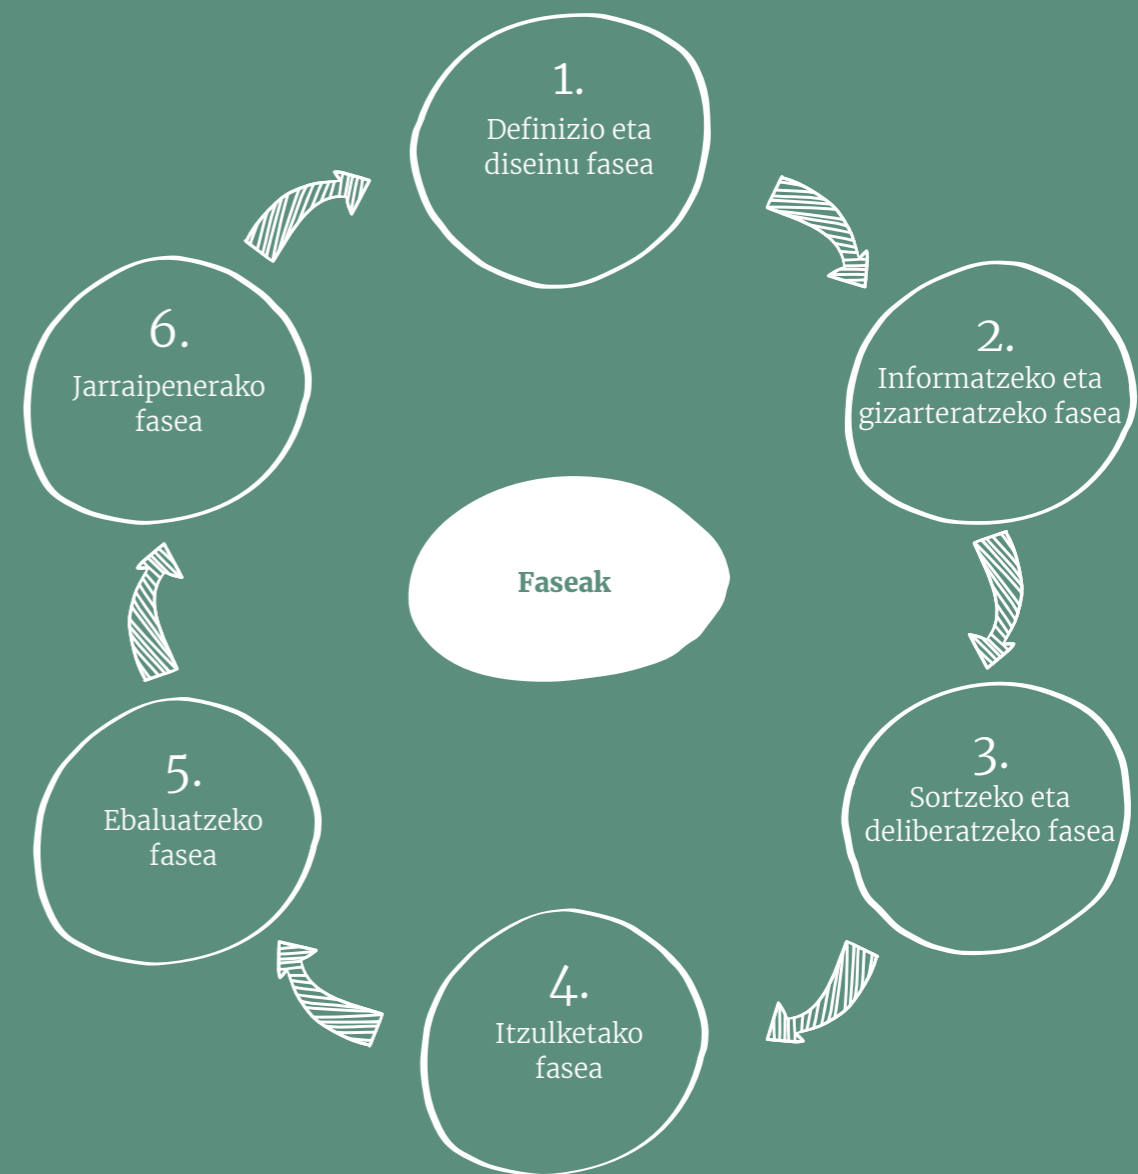 1.
Definizio eta
diseinu fasea
2.
Informatzeko eta
gizarteratzeko fasea
3.
Sortzeko eta
deliberatzeko fasea
4.
Itzulketako
fasea
5.
Ebaluatzeko
fasea
6.
Jarraipenerako
fasea
Faseak